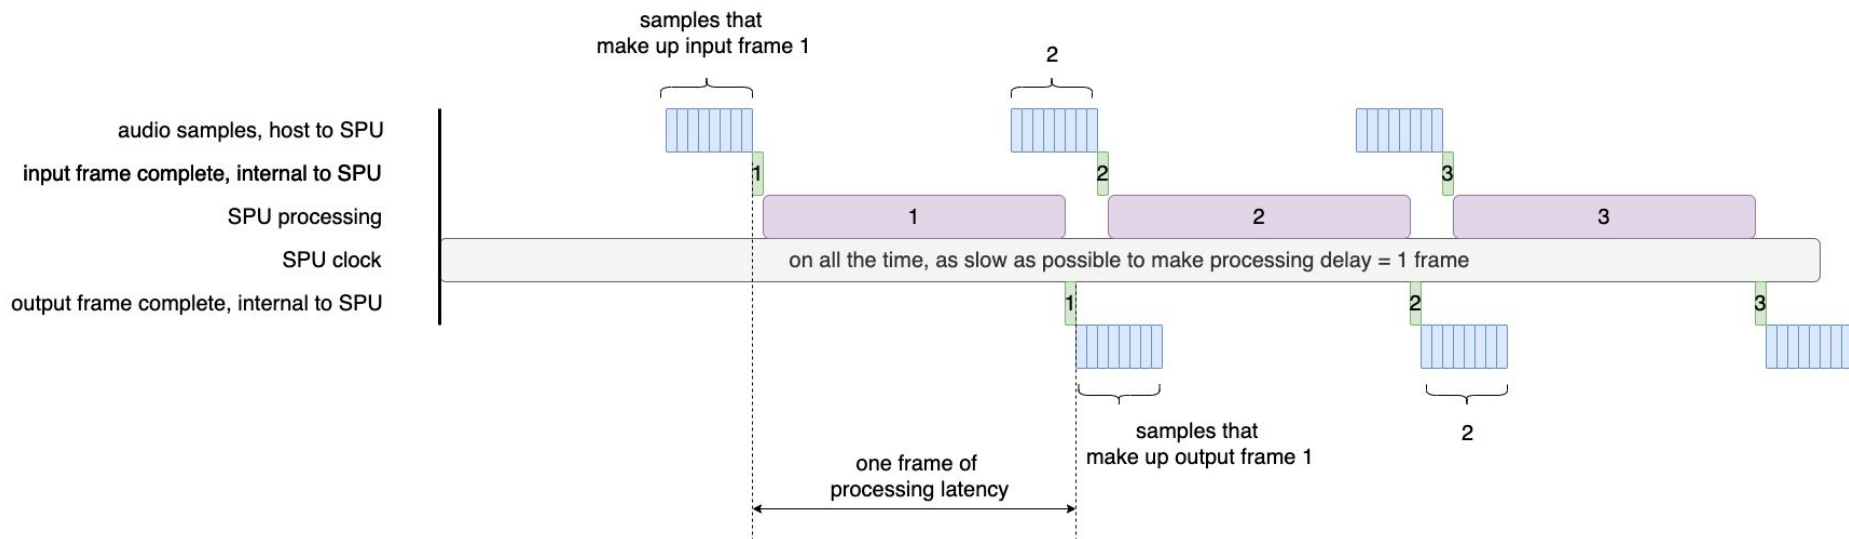 samples that
make up input frame 1
2
audio samples, host to SPU
input frame complete, internal to SPU
1
2
3
SPU processing
1
2
3
SPU clock
on all the time, as slow as possible to make processing delay = 1 frame
output frame complete, internal to SPU
1
2
3
samples that
make up output frame 1
2
one frame of
processing latency